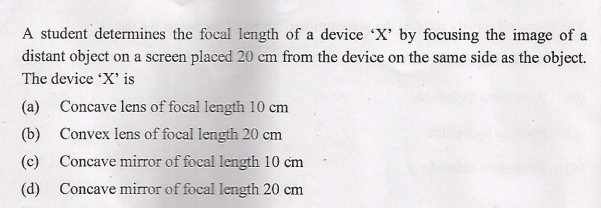 A student determines the focal length of a device ‘X’ by focusing the image of a
distant object on a screen placed 20 cm from the device on the same side as the object.
The device ‘X’ is
(a) Concave lens of focal length 10 cm
(b) Convex lens of focal length 20 cm
(c) Concave mirror of focal length 10 cm
(d) Concave mirror of focal length 20 cm